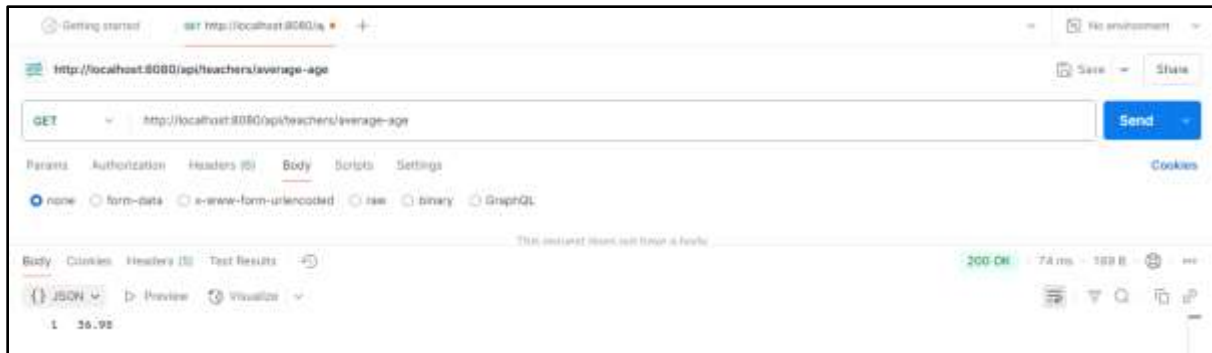 Getting started GET http://localhost:8080/a + No environment
http://localhost:8080/api/teachers/average-age Save Share
GET http://localhost:8080/api/teachers/average-age Send
Params Authorization Headers (6) Body Scripts Settings Cookies
none form-data x-www-form-urlencoded raw binary GraphQL
This request does not have a body
Body Cookies Headers (5) Test Results 200 OK 74 ms
{} JSON Preview Visualize
1 36.98